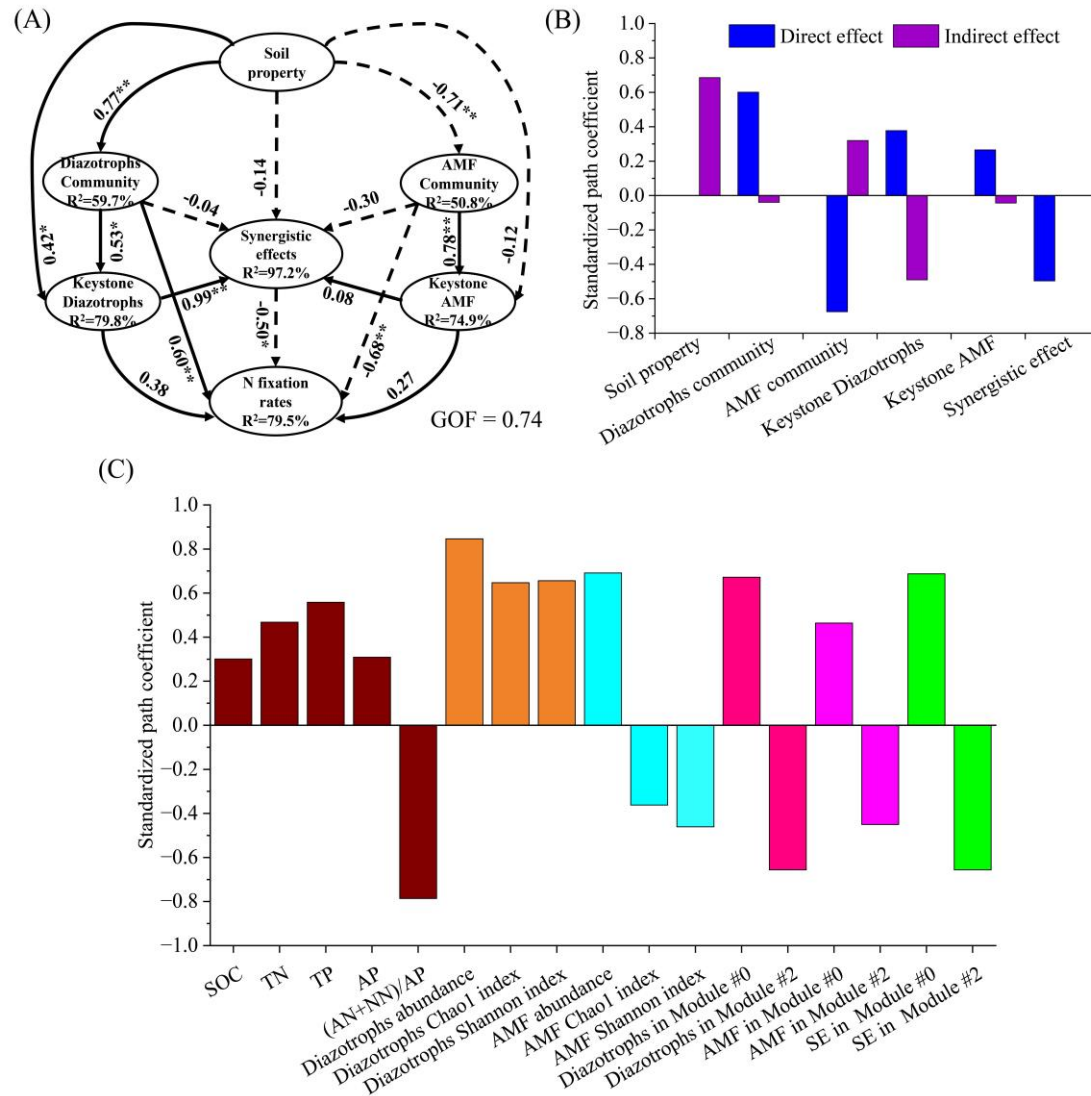 (A)
Soil
property
0.77**
-0.71**
-0.14
Diazotrophs
Community
R²=59.7%
AMF
Community
R²=50.8%
-0.04
-0.30
Synergistic
effects
R²=97.2%
0.42*
0.53*
0.78**
-0.12
Keystone
Diazotrophs
R²=79.8%
Keystone
AMF
R²=74.9%
0.99**
0.08
0.60**
-0.50*
-0.68**
0.38
0.27
N fixation
rates
R²=79.5%
GOF = 0.74
(B)
Direct effect
Indirect effect
Standardized path coefficient
1.0
0.8
0.6
0.4
0.2
0.0
−0.2
−0.4
−0.6
−0.8
Soil property
Diazotrophs community
AMF community
Keystone Diazotrophs
Keystone AMF
Synergistic effect
(C)
Standardized path coefficient
1.0
0.8
0.6
0.4
0.2
0.0
−0.2
−0.4
−0.6
−0.8
−1.0
SOC
TN
TP
AP
(AN+NN)/AP
Diazotrophs abundance
Diazotrophs Chao1 index
Diazotrophs Shannon index
AMF abundance
AMF Chao1 index
AMF Shannon index
Diazotrophs in Module #0
Diazotrophs in Module #2
AMF in Module #0
AMF in Module #2
SE in Module #0
SE in Module #2